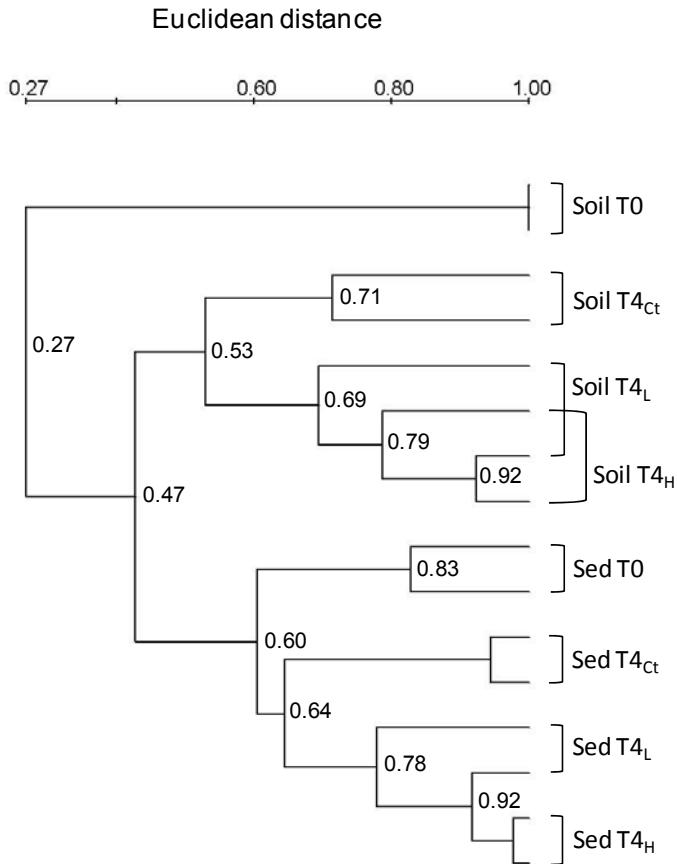 Euclidean distance
0.27 0.60 0.80 1.00
Soil T0
Soil T4Ct
0.71
0.27
0.53
Soil T4L
0.69
0.79
0.92
Soil T4H
0.47
Sed T0
0.83
0.60
Sed T4Ct
0.64
Sed T4L
0.78
0.92
Sed T4H